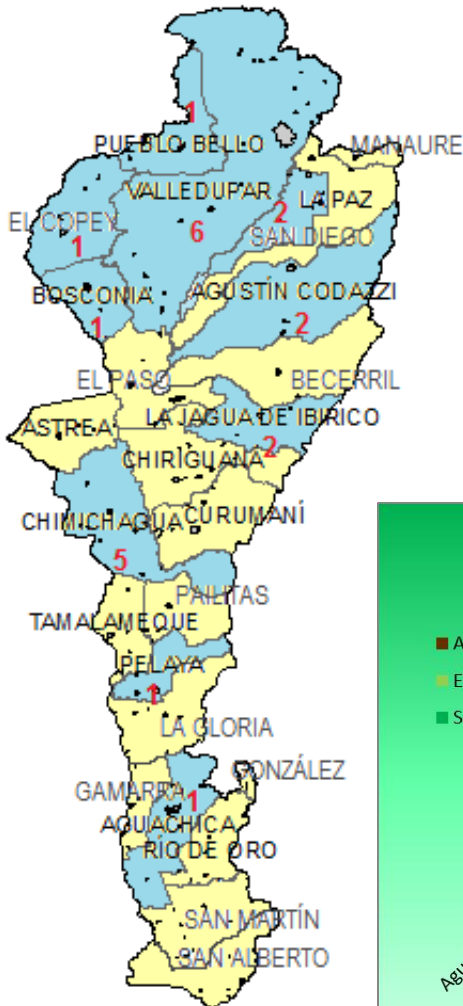 1
PUEBLO BELLO
MANAURE
VALLEDUPAR
LA PAZ
2
EL COPEY
6
SAN DIEGO
1
BOSCONIA
AGUSTÍN CODAZZI
1
2
EL PASO
BECERRIL
LA JAGUA DE IBIRICO
ASTREA
2
CHIRIGUANA
CHIMICHAGUA
CURUMANÍ
5
PAILITAS
TAMALAMEQUE
A
PELAYA
E
1
S
LA GLORIA
GONZÁLEZ
GAMARRA
1
AGUACHICA
RÍO DE ORO
SAN MARTÍN
SAN ALBERTO
Agu